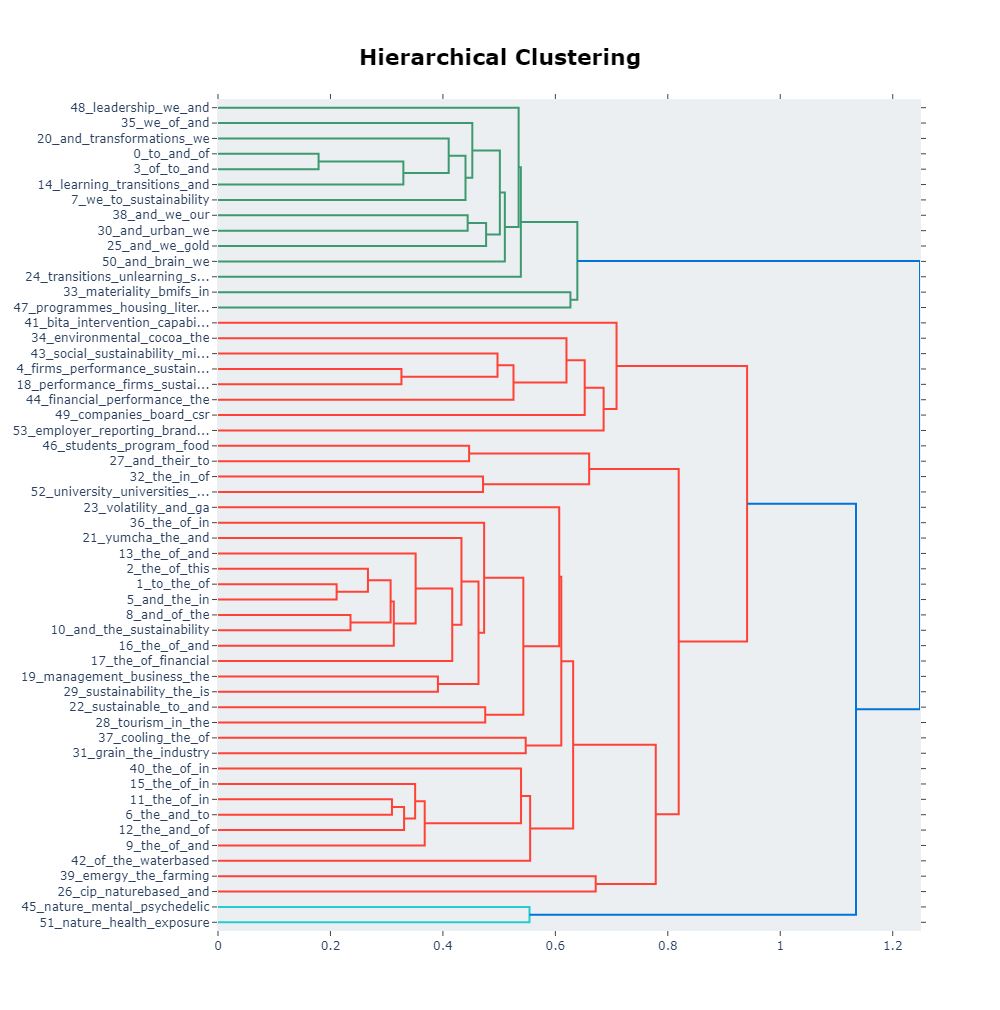 Hierarchical Clustering
48_leadership_we_and
35_we_of_and
20_and_transformations_we
0_to_and_of
3_of_to_and
14_learning_transitions_and
7_we_to_sustainability
38_and_we_our
30_and_urban_we
25_and_we_gold
50_and_brain_we
24_transitions_unlearning_s...
33_materiality_bmifs_in
47_programmes_housing_liter...
41_bita_intervention_capabi...
34_environmental_cocoa_the
43_social_sustainability_mi...
4_firms_performance_sustain...
18_performance_firms_sustai...
44_financial_performance_the
49_companies_board_csr
53_employer_reporting_brand...
46_students_program_food
27_and_their_to
32_the_in_of
52_university_universities_...
23_volatility_and_ga
36_the_of_in
21_yumcha_the_and
13_the_of_and
2_the_of_this
1_to_the_of
5_and_the_in
8_and_of_the
10_and_the_sustainability
16_the_of_and
17_the_of_financial
19_management_business_the
29_sustainability_the_is
22_sustainable_to_and
28_tourism_in_the
37_cooling_the_of
31_grain_the_industry
40_the_of_in
15_the_of_in
11_the_of_in
6_the_and_to
12_the_and_of
9_the_of_and
42_of_the_waterbased
39_emergy_the_farming
26_cip_naturebased_and
45_nature_mental_psychedelic
51_nature_health_exposure
0 0.2 0.4 0.6 0.8 1 1.2